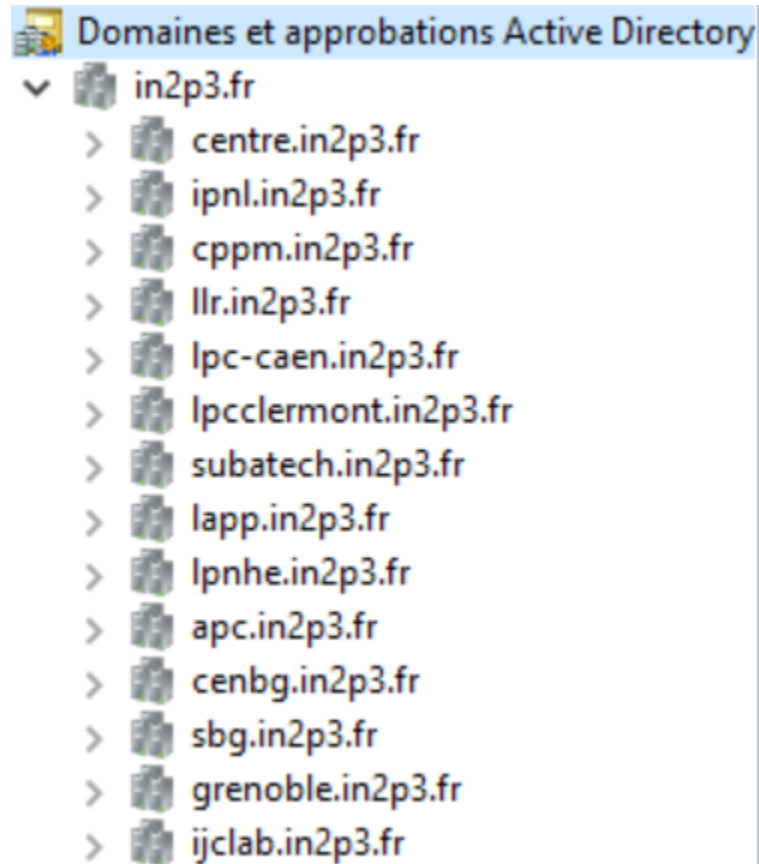 Domaines et approbations Active Directory
in2p3.fr
centre.in2p3.fr
ipnl.in2p3.fr
cppm.in2p3.fr
llr.in2p3.fr
lpc-caen.in2p3.fr
lpcclermont.in2p3.fr
subatech.in2p3.fr
lapp.in2p3.fr
lpnhe.in2p3.fr
apc.in2p3.fr
cenbg.in2p3.fr
sbg.in2p3.fr
grenoble.in2p3.fr
ijclab.in2p3.fr